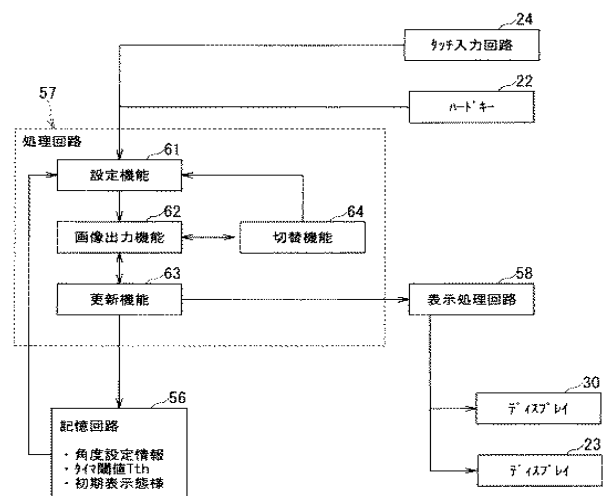 24
タッチ入力回路
22
ハードキー
57
処理回路
61
設定機能
62
画像出力機能
64
切替機能
63
更新機能
58
表示処理回路
56
記憶回路
・角度設定情報
・タイマ閾値Tth
・初期表示態様
30
ディスプレイ
23
ディスプレイ